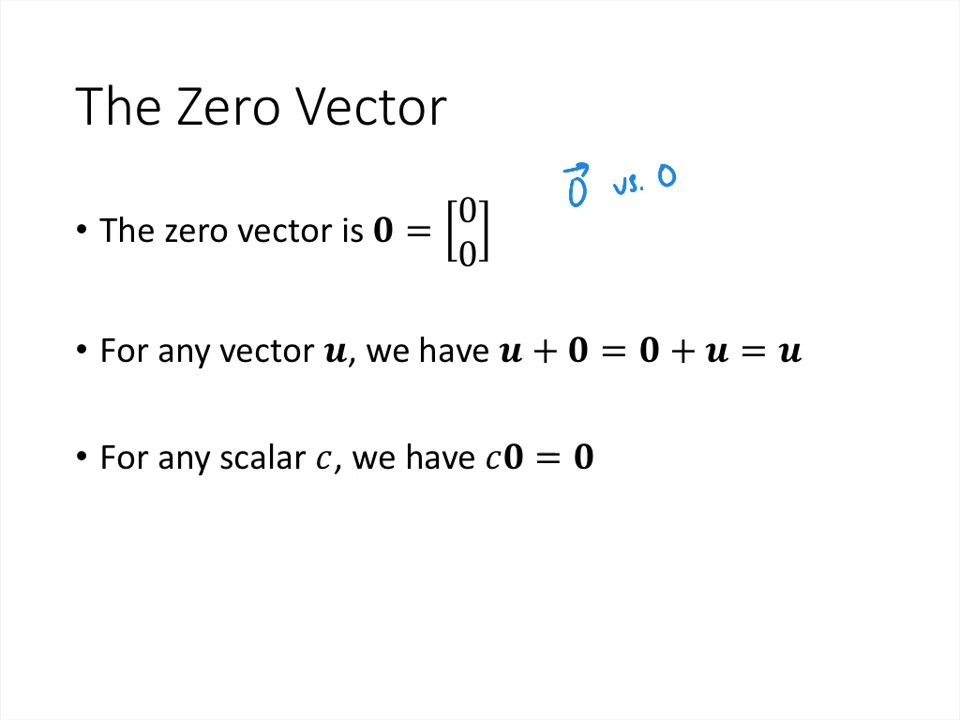 The Zero Vector
0⃗ vs. 0
• The zero vector is 𝟎 = [0
0]
• For any vector 𝒖, we have 𝒖 + 𝟎 = 𝟎 + 𝒖 = 𝒖
• For any scalar 𝑐, we have 𝑐𝟎 = 𝟎